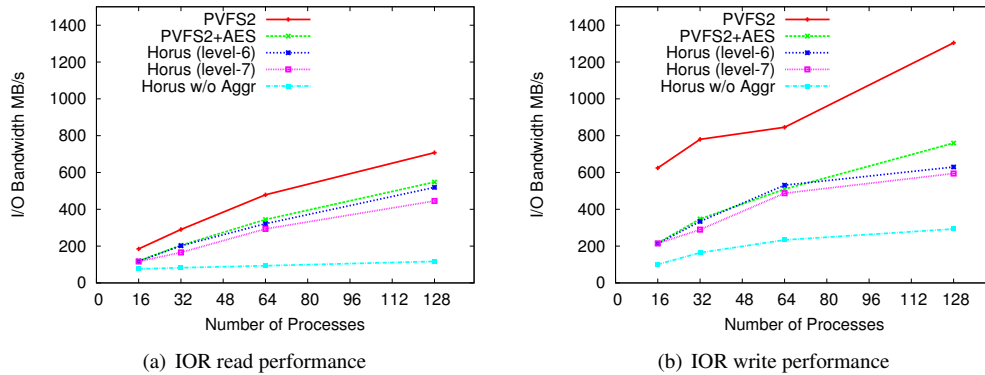 PVFS2
PVFS2+AES
Horus (level-6)
Horus (level-7)
Horus w/o Aggr
1400
1200
1000
800
600
400
200
0
I/O Bandwidth MB/s
0 16 32 48 64 80 96 112 128
Number of Processes
(a) IOR read performance
PVFS2
PVFS2+AES
Horus (level-6)
Horus (level-7)
Horus w/o Aggr
1400
1200
1000
800
600
400
200
0
I/O Bandwidth MB/s
0 16 32 48 64 80 96 112 128
Number of Processes
(b) IOR write performance